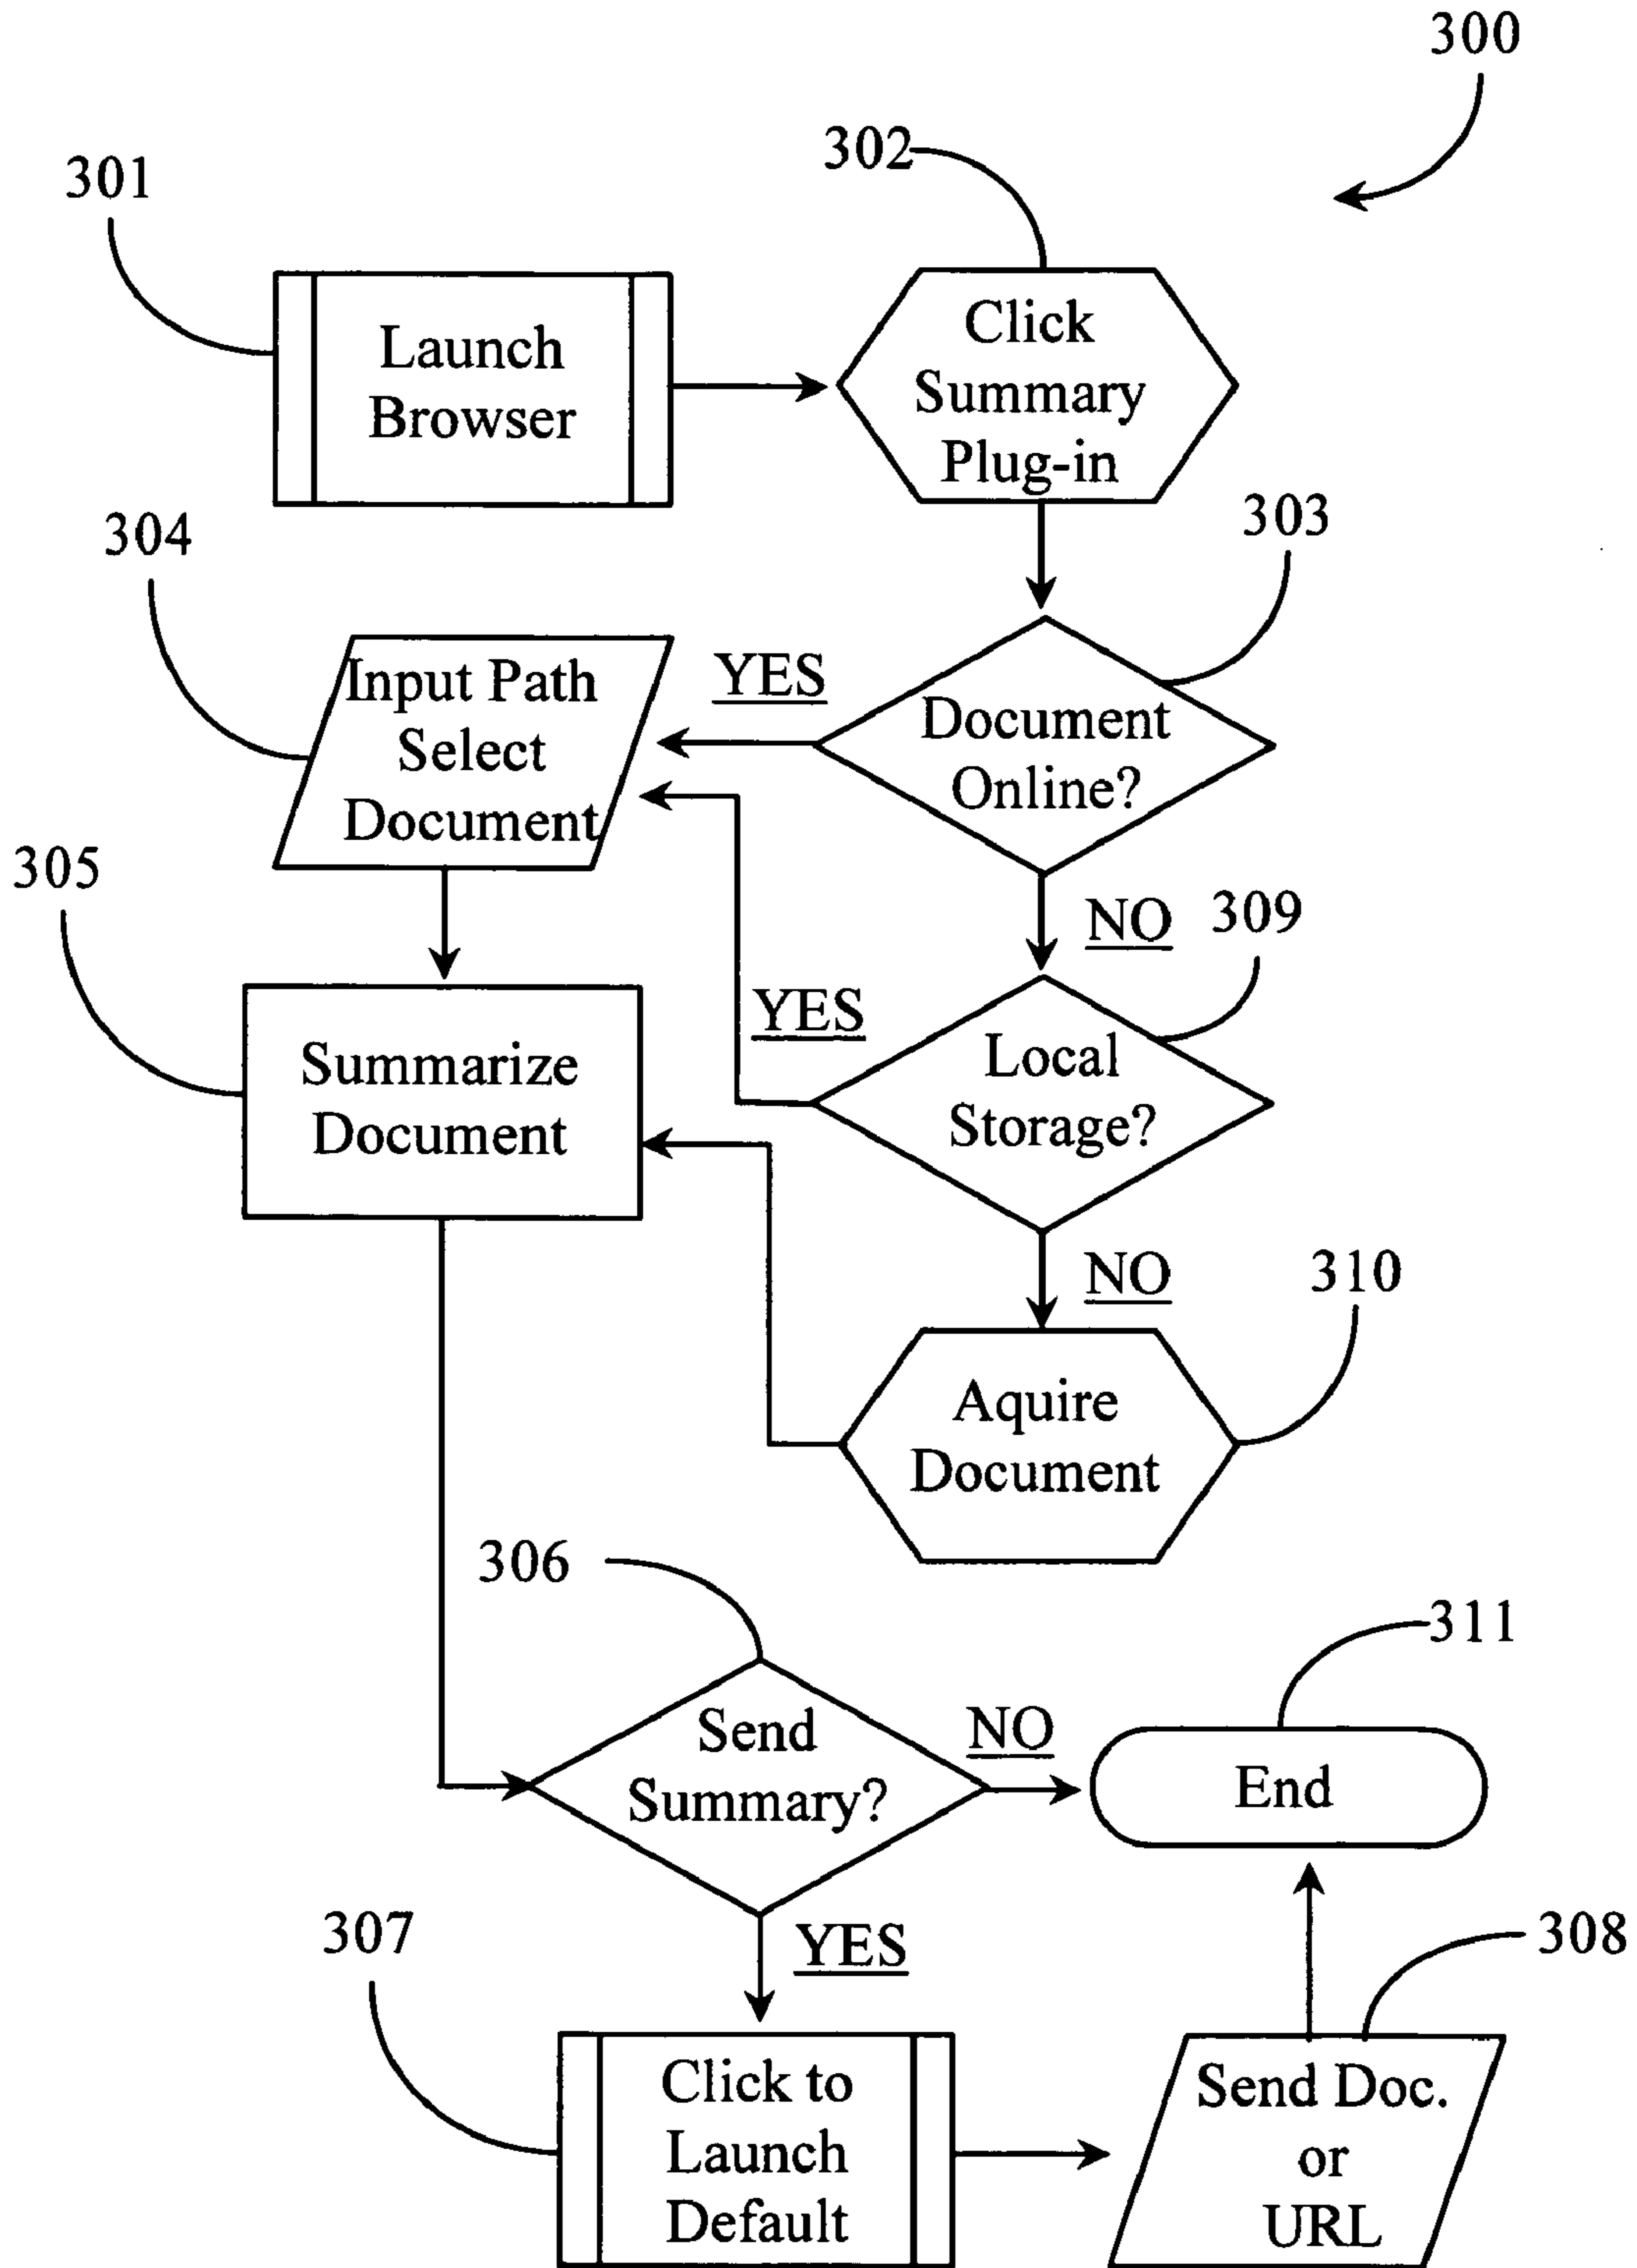 300
302
301
Launch
Browser
Click
Summary
Plug-in
303
304
YES
Input Path
Select
Document
Document
Online?
305
NO
309
YES
Summarize
Document
Local
Storage?
NO
310
Aquire
Document
306
311
Send
Summary?
NO
End
307
YES
308
Click to
Launch
Default
Send Doc.
or
URL